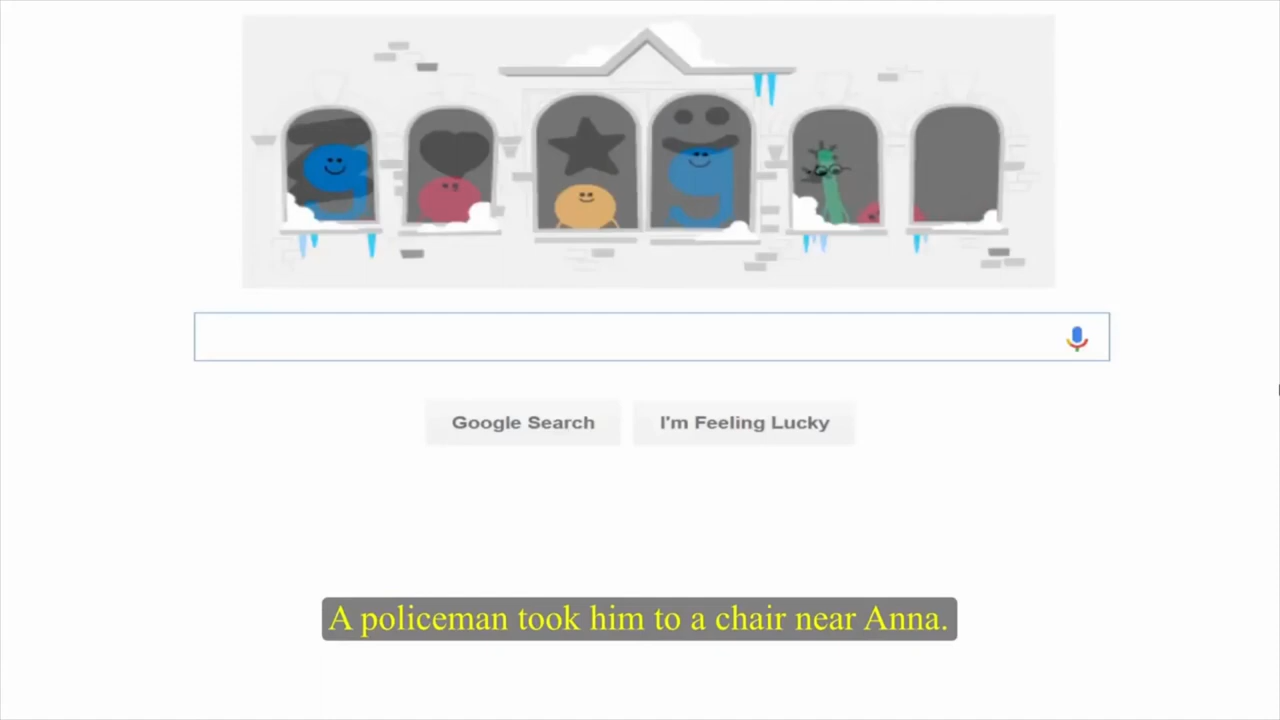 Google Search
I'm Feeling Lucky
A policeman took him to a chair near Anna.